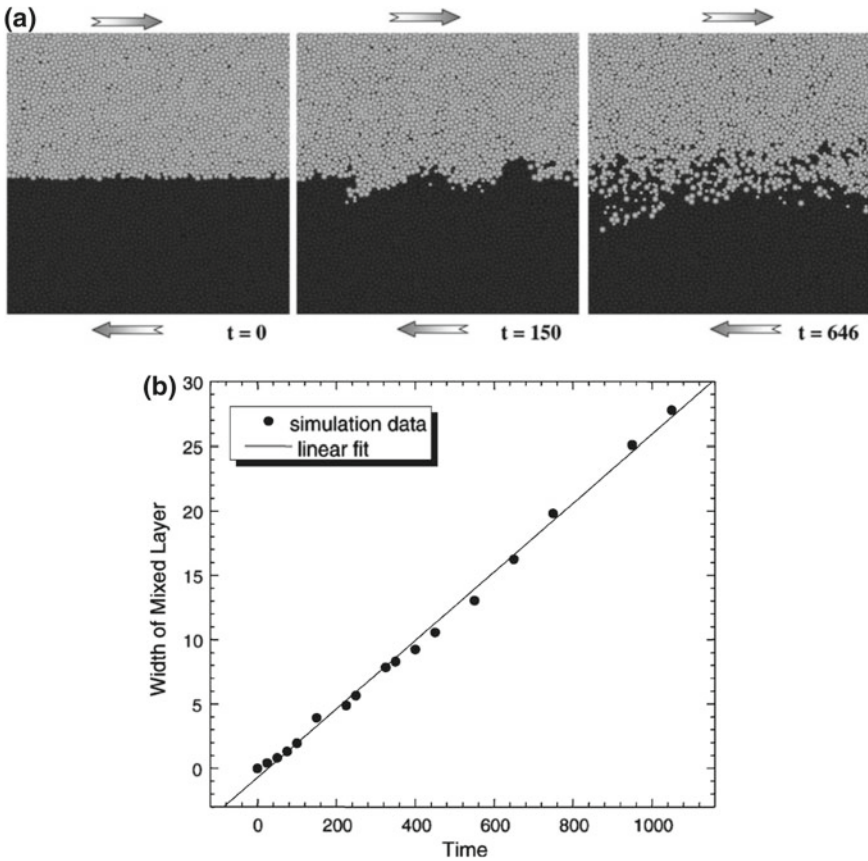 (a)
t = 0
t = 150
t = 646
(b)
30
25
20
15
10
5
0
Width of Mixed Layer
simulation data
linear fit
0
200
400
600
800
1000
Time